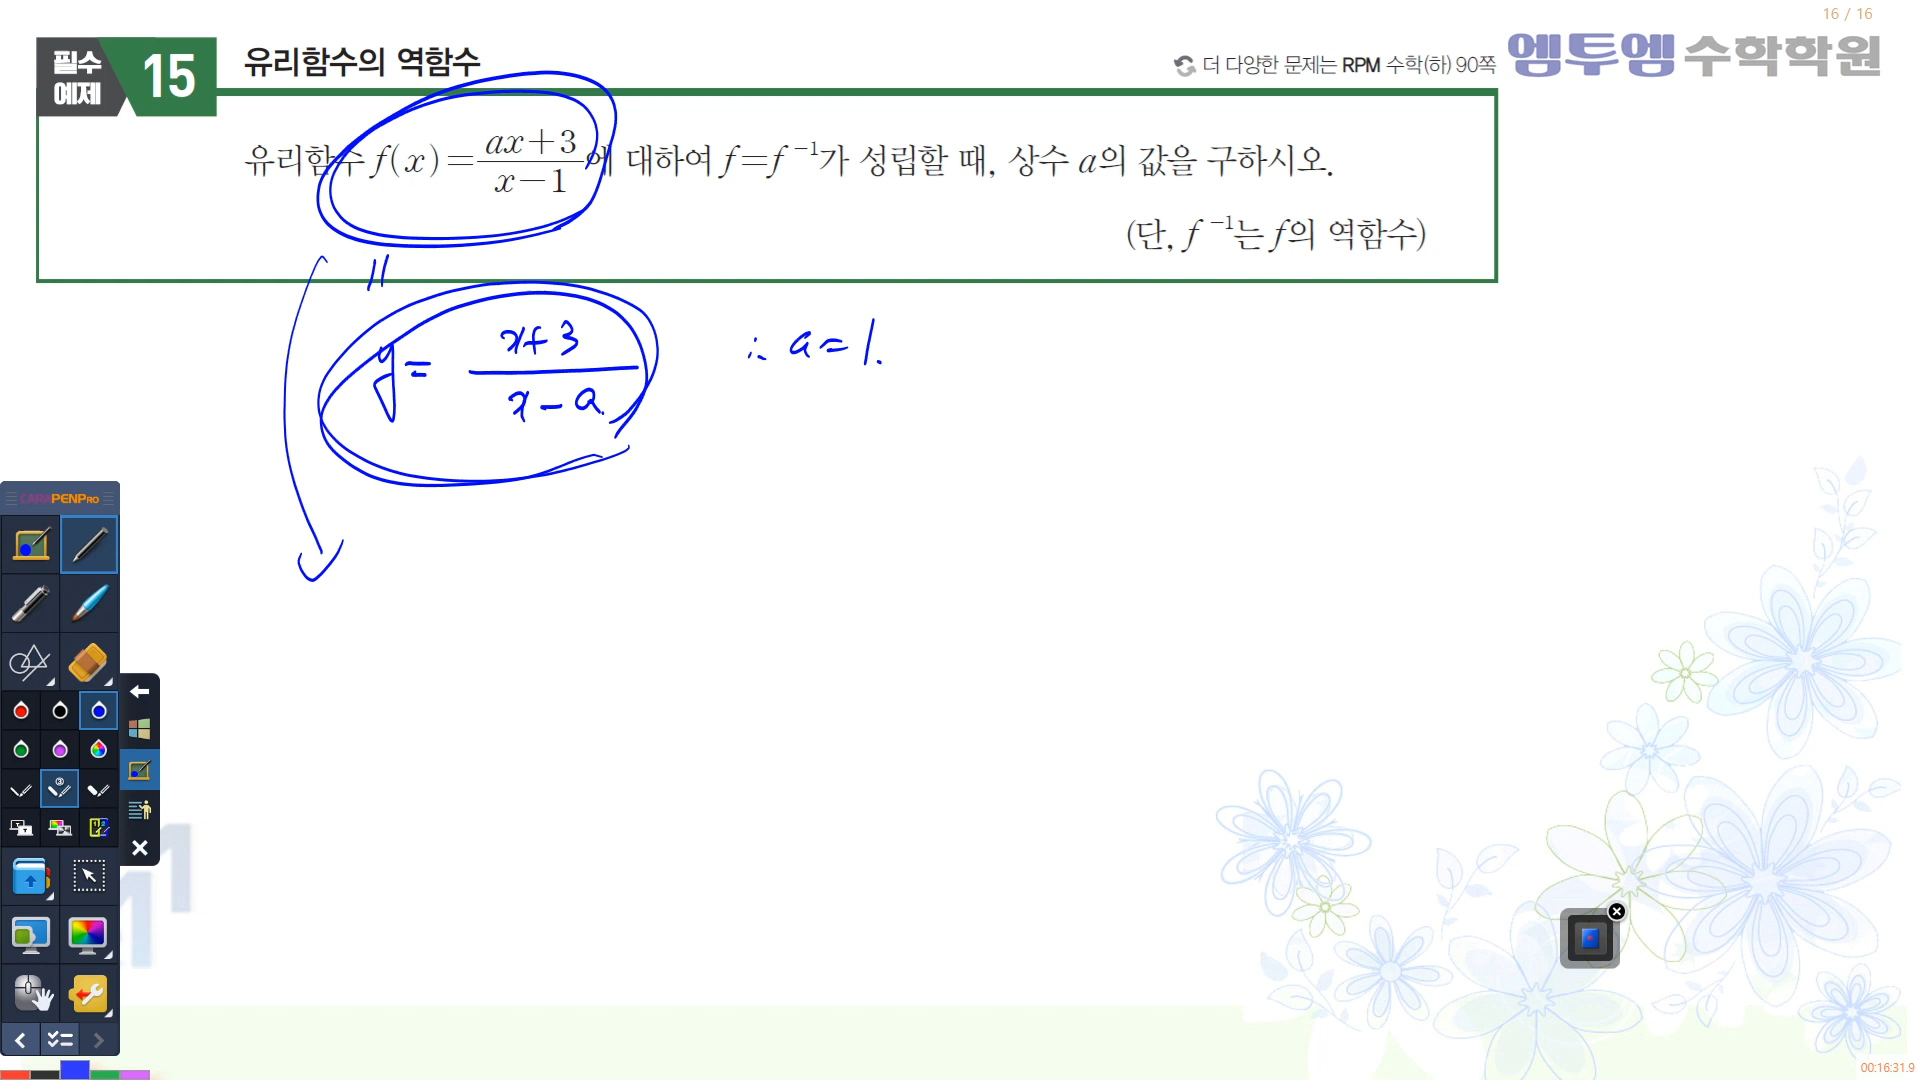 16 / 16
필수 예제 15 유리함수의 역함수
더 다양한 문제는 RPM 수학(하) 90쪽
엠투엠 수학학원
유리함수 f(x)=\frac{ax+3}{x-1}에 대하여 f=f^{-1}가 성립할 때, 상수 a의 값을 구하시오.
(단, f^{-1}는 f의 역함수)
y= \frac{x+3}{x-a} ∴ a=1.
CARAPENPRO
00:16:31.9